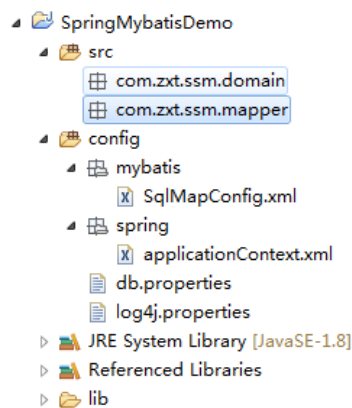 SpringMybatisDemo
src
com.zxt.ssm.domain
com.zxt.ssm.mapper
config
mybatis
SqlMapConfig.xml
spring
applicationContext.xml
db.properties
log4j.properties
JRE System Library [JavaSE-1.8]
Referenced Libraries
lib